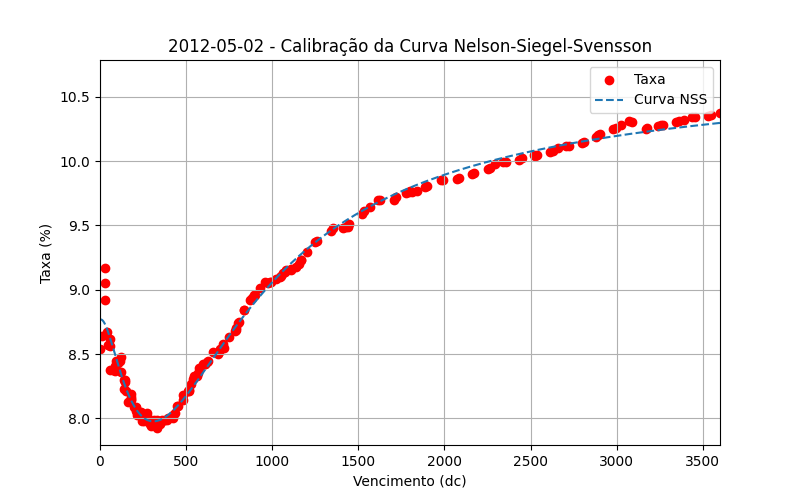 2012-05-02 - Calibração da Curva Nelson-Siegel-Svensson
Taxa
Curva NSS
Taxa (%)
10.5
10.0
9.5
9.0
8.5
8.0
0 500 1000 1500 2000 2500 3000 3500
Vencimento (dc)